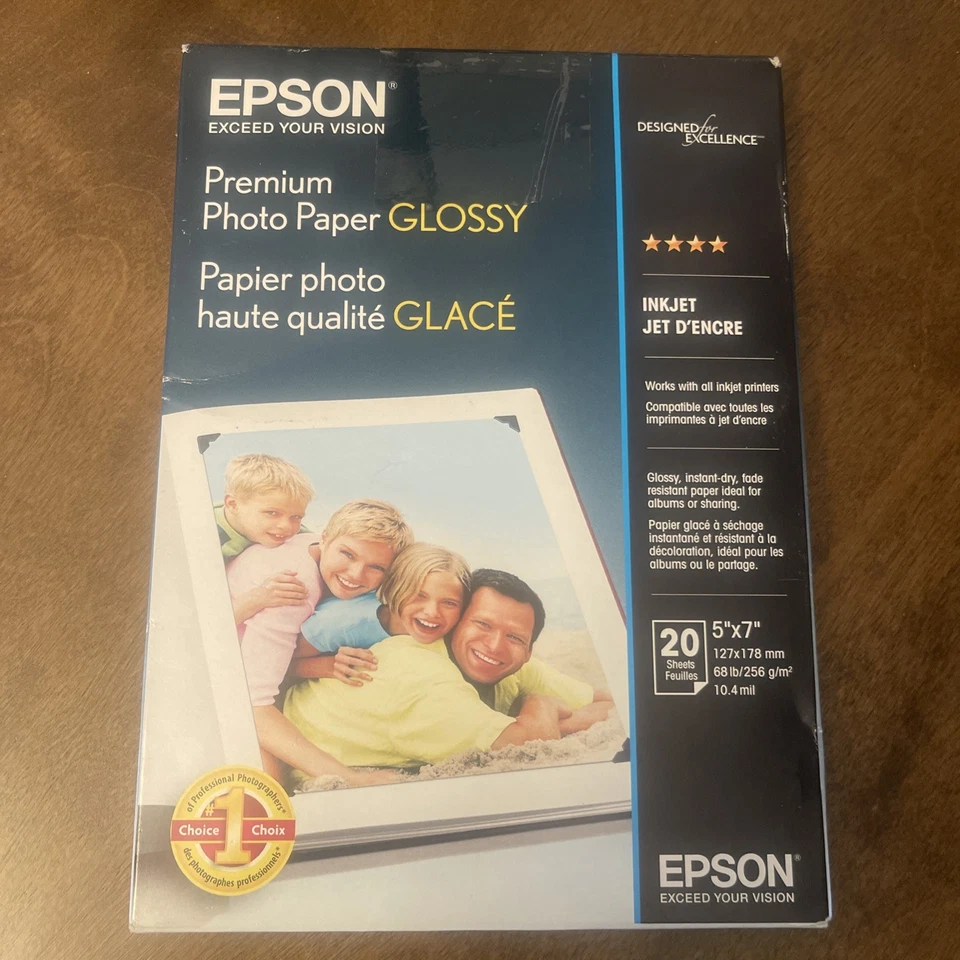 EPSON®
EXCEED YOUR VISION
Premium
Photo Paper GLOSSY
Papier photo
haute qualité GLACÉ
DESIGNED for
EXCELLENCE
INKJET
JET D'ENCRE
Works with all inkjet printers
Compatible avec toutes les
imprimantes à jet d'encre
Glossy, instant-dry, fade
resistant paper ideal for
albums or sharing.
Papier glacé à séchage
instantané et résistant à la
décoloration, idéal pour les
albums ou le partage.
20
Sheets
Feuilles
5"x7"
127x178 mm
68 lb/256 g/m²
10.4 mil
of Professional Photographers*
#1
Choice Choix
des photographes professionnels*
EPSON®
EXCEED YOUR VISION